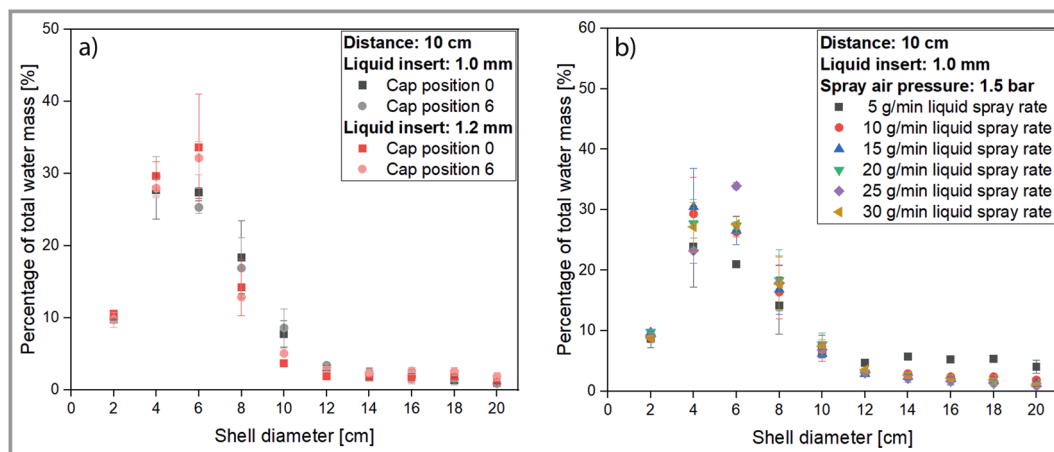 a)
Percentage of total water mass [%]
50
40
30
20
10
0
0 2 4 6 8 10 12 14 16 18 20
Shell diameter [cm]
Distance: 10 cm
Liquid insert: 1.0 mm
Cap position 0
Cap position 6
Liquid insert: 1.2 mm
Cap position 0
Cap position 6
b)
Percentage of total water mass [%]
60
50
40
30
20
10
0
0 2 4 6 8 10 12 14 16 18 20
Shell diameter [cm]
Distance: 10 cm
Liquid insert: 1.0 mm
Spray air pressure: 1.5 bar
5 g/min liquid spray rate
10 g/min liquid spray rate
15 g/min liquid spray rate
20 g/min liquid spray rate
25 g/min liquid spray rate
30 g/min liquid spray rate